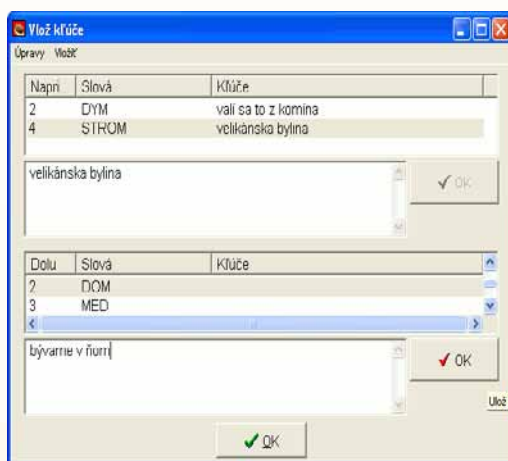 Vlož kľúče
Úpravy Vložiť
Napri Slová Kľúče
2 DYM valí sa to z komína
4 STROM velikánska bylina
velikánska bylina
OK
Dolu Slová Kľúče
2 DOM
3 MED
bývame v ňom
OK
Ulož
OK